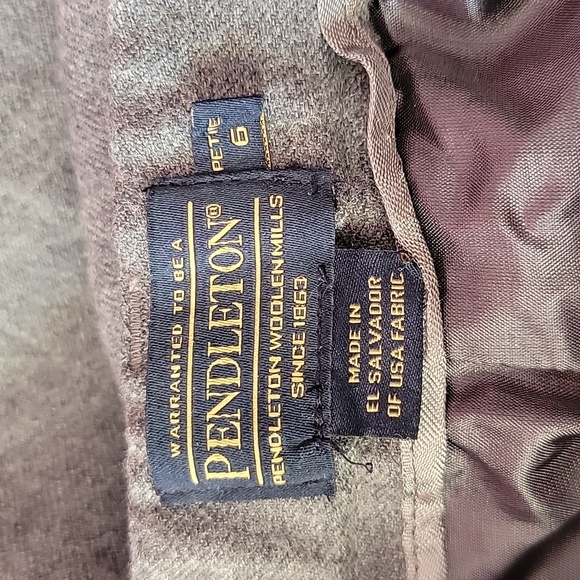 WARRANTED TO BE A
PENDLETON®
PENDLETON WOOLEN MILLS
SINCE 1863
PETITE
6
MADE IN
EL SALVADOR
OF USA FABRIC